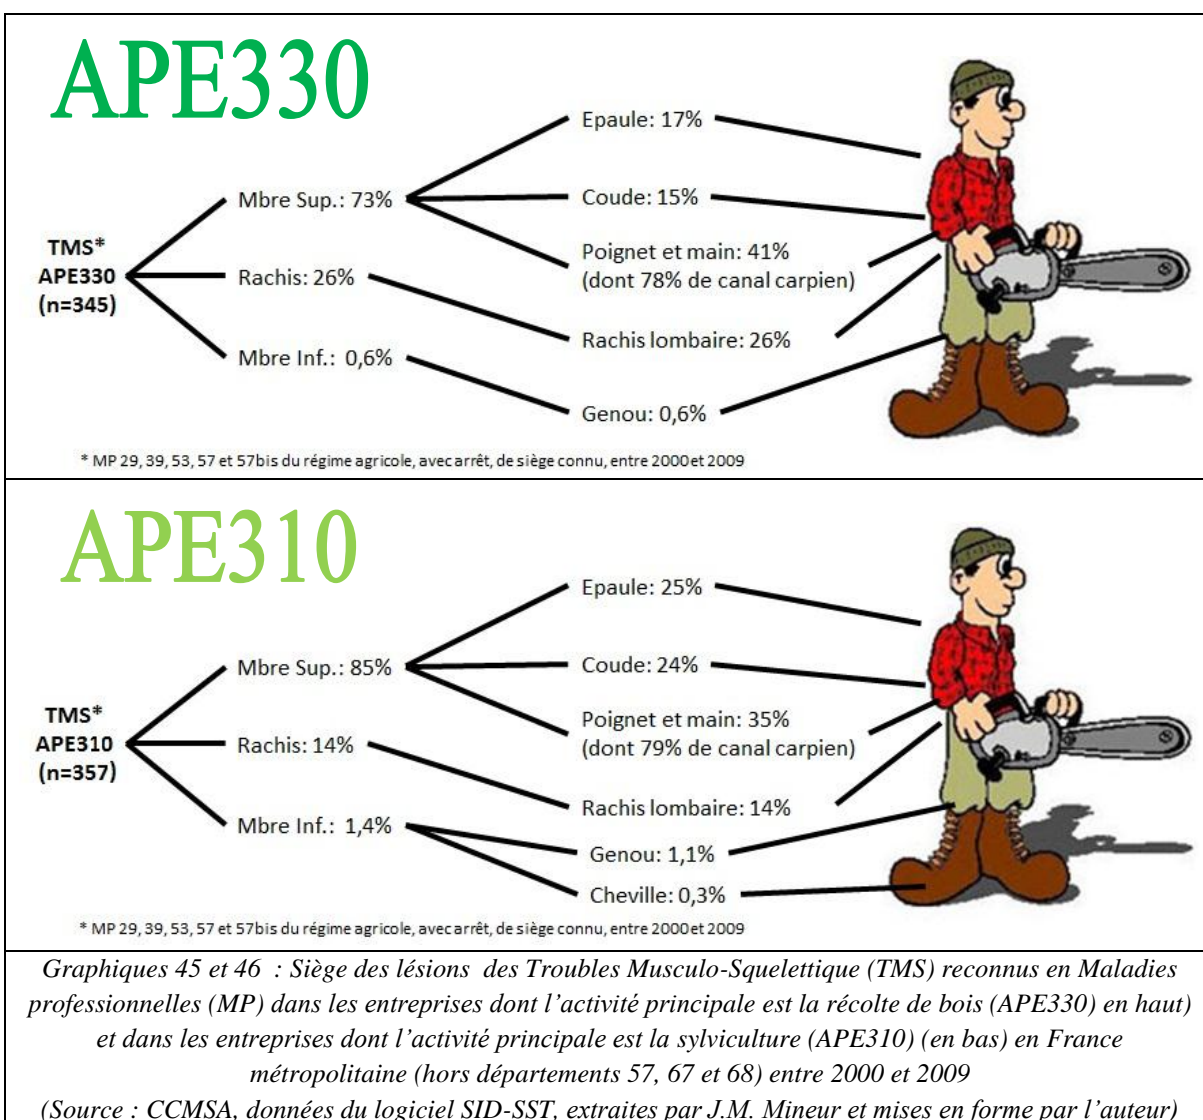 APE330
TMS*
APE330
(n=345)
Mbre Sup.: 73%
Rachis: 26%
Mbre Inf.: 0,6%
Epaule: 17%
Coude: 15%
Poignet et main: 41%
(dont 78% de canal carpien)
Rachis lombaire: 26%
Genou: 0,6%
* MP 29, 39, 53, 57 et 57bis du régime agricole, avec arrêt, de siège connu, entre 2000 et 2009
APE310
TMS*
APE310
(n=357)
Mbre Sup.: 85%
Rachis: 14%
Mbre Inf.: 1,4%
Epaule: 25%
Coude: 24%
Poignet et main: 35%
(dont 79% de canal carpien)
Rachis lombaire: 14%
Genou: 1,1%
Cheville: 0,3%
* MP 29, 39, 53, 57 et 57bis du régime agricole, avec arrêt, de siège connu, entre 2000 et 2009
Graphiques 45 et 46 : Siège des lésions des Troubles Musculo-Squelettique (TMS) reconnus en Maladies
professionnelles (MP) dans les entreprises dont l'activité principale est la récolte de bois (APE330) en haut)
et dans les entreprises dont l'activité principale est la sylviculture (APE310) (en bas) en France
métropolitaine (hors départements 57, 67 et 68) entre 2000 et 2009
(Source : CCMSA, données du logiciel SID-SST, extraites par J.M. Mineur et mises en forme par l'auteur)